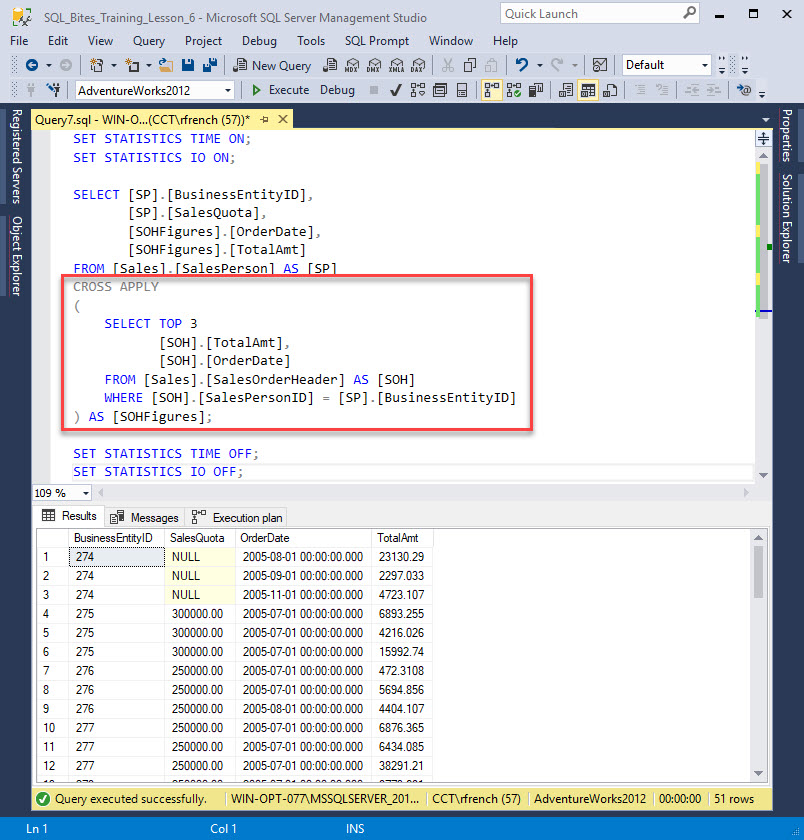 SQL_Bites_Training_Lesson_6 - Microsoft SQL Server Management Studio
Quick Launch
File Edit View Query Project Debug Tools SQL Prompt Window Help
New Query MDX DMX XMLA DAX Default
AdventureWorks2012 Execute Debug
Query7.sql - WIN-O...(CCT\rfrench (57))*
Registered Servers
Object Explorer
Properties
Solution Explorer
SET STATISTICS TIME ON;
SET STATISTICS IO ON;
SELECT [SP].[BusinessEntityID],
[SP].[SalesQuota],
[SOHFigures].[OrderDate],
[SOHFigures].[TotalAmt]
FROM [Sales].[SalesPerson] AS [SP]
CROSS APPLY
(
SELECT TOP 3
[SOH].[TotalAmt],
[SOH].[OrderDate]
FROM [Sales].[SalesOrderHeader] AS [SOH]
WHERE [SOH].[SalesPersonID] = [SP].[BusinessEntityID]
) AS [SOHFigures];
SET STATISTICS TIME OFF;
SET STATISTICS IO OFF;
109 %
Results Messages Execution plan
BusinessEntityID SalesQuota OrderDate TotalAmt
1 274 NULL 2005-08-01 00:00:00.000 23130.29
2 274 NULL 2005-09-01 00:00:00.000 2297.033
3 274 NULL 2005-11-01 00:00:00.000 4723.107
4 275 300000.00 2005-07-01 00:00:00.000 6893.255
5 275 300000.00 2005-07-01 00:00:00.000 4216.026
6 275 300000.00 2005-07-01 00:00:00.000 15992.74
7 276 250000.00 2005-07-01 00:00:00.000 472.3108
8 276 250000.00 2005-07-01 00:00:00.000 5694.856
9 276 250000.00 2005-08-01 00:00:00.000 4404.107
10 277 250000.00 2005-07-01 00:00:00.000 6876.365
11 277 250000.00 2005-07-01 00:00:00.000 6434.085
12 277 250000.00 2005-07-01 00:00:00.000 38291.21
Query executed successfully. WIN-OPT-077\MSSQLSERVER_201... CCT\rfrench (57) AdventureWorks2012 00:00:00 51 rows
Ln 1 Col 1 INS